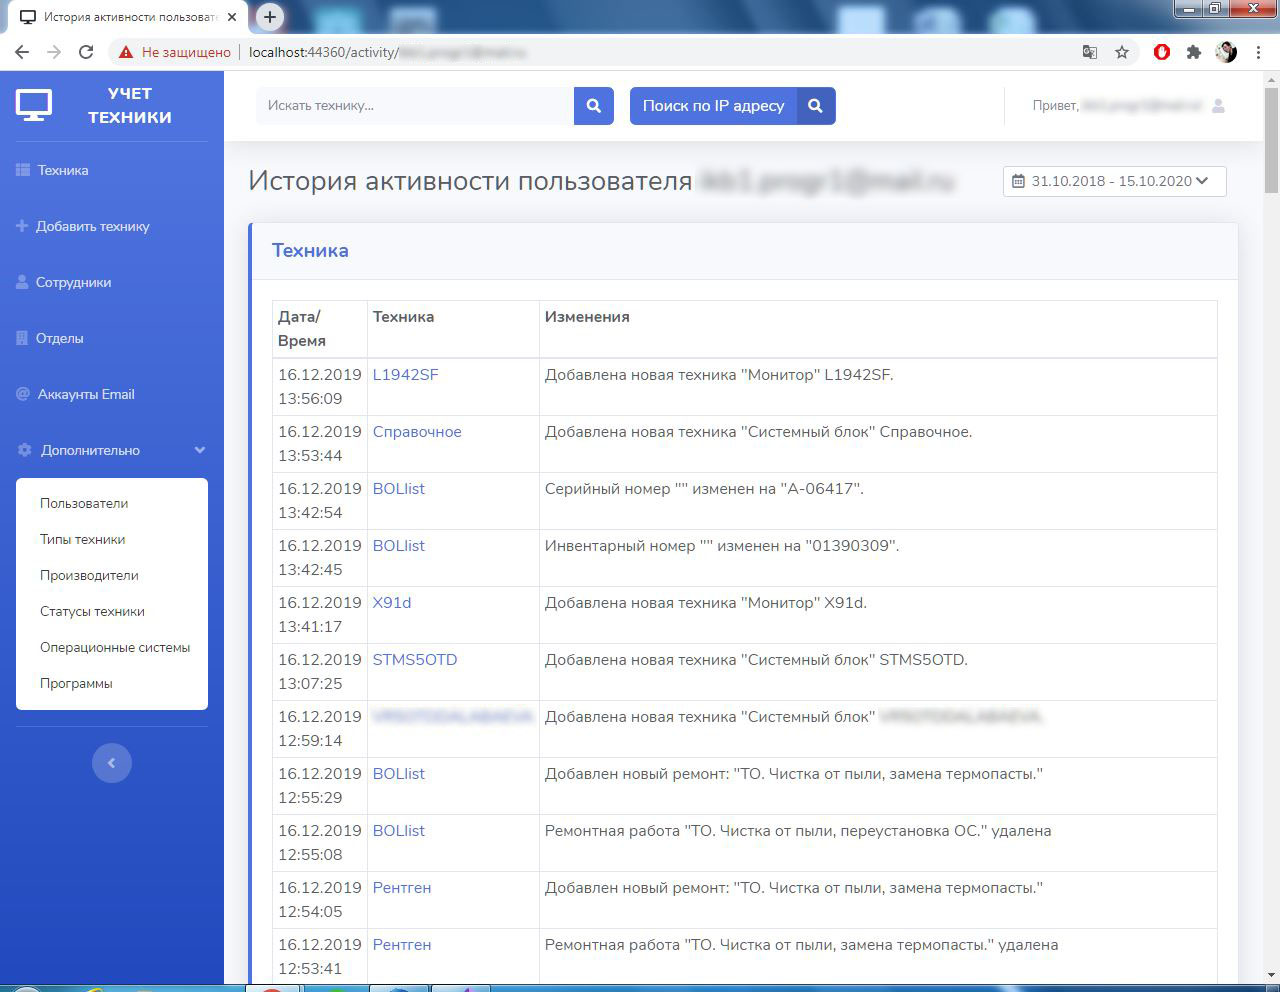 История активности пользоват
Не защищено
localhost:44360/activity/
УЧЕТ
ТЕХНИКИ
Искать технику...
Поиск по IP адресу
Привет,
Техника
Добавить технику
Сотрудники
Отделы
Аккаунты Email
Дополнительно
Пользователи
Типы техники
Производители
Статусы техники
Операционные системы
Программы
История активности пользователя
31.10.2018 - 15.10.2020
Техника
Дата/
Время
Техника
Изменения
16.12.2019
13:56:09
L1942SF
Добавлена новая техника "Монитор" L1942SF.
16.12.2019
13:53:44
Справочное
Добавлена новая техника "Системный блок" Справочное.
16.12.2019
13:42:54
BOLlist
Серийный номер "" изменен на "A-06417".
16.12.2019
13:42:45
BOLlist
Инвентарный номер "" изменен на "01390309".
16.12.2019
13:41:17
X91d
Добавлена новая техника "Монитор" X91d.
16.12.2019
13:07:25
STMS5OTD
Добавлена новая техника "Системный блок" STMS5OTD.
16.12.2019
12:59:14
Добавлена новая техника "Системный блок"
16.12.2019
12:55:29
BOLlist
Добавлен новый ремонт: "ТО. Чистка от пыли, замена термопасты."
16.12.2019
12:55:08
BOLlist
Ремонтная работа "ТО. Чистка от пыли, переустановка ОС." удалена
16.12.2019
12:54:05
Рентген
Добавлен новый ремонт: "ТО. Чистка от пыли, замена термопасты."
16.12.2019
12:53:41
Рентген
Ремонтная работа "ТО. Чистка от пыли, замена термопасты." удалена